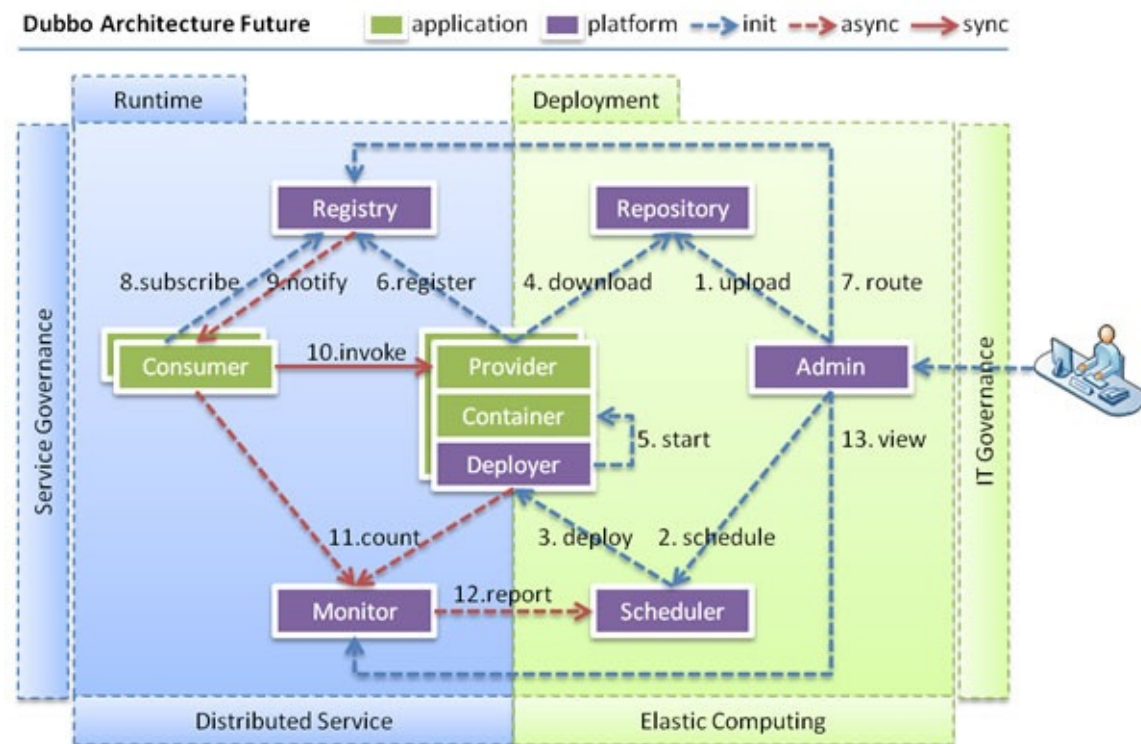 Dubbo Architecture Future application platform init async sync
Runtime
Deployment
Registry
Repository
8.subscribe
9.notify
6.register
4. download
1. upload
7. route
Consumer
10.invoke
Provider
Admin
Container
5. start
13. view
Deployer
11.count
3. deploy
2. schedule
Monitor
12.report
Scheduler
Service Governance
IT Governance
Distributed Service
Elastic Computing